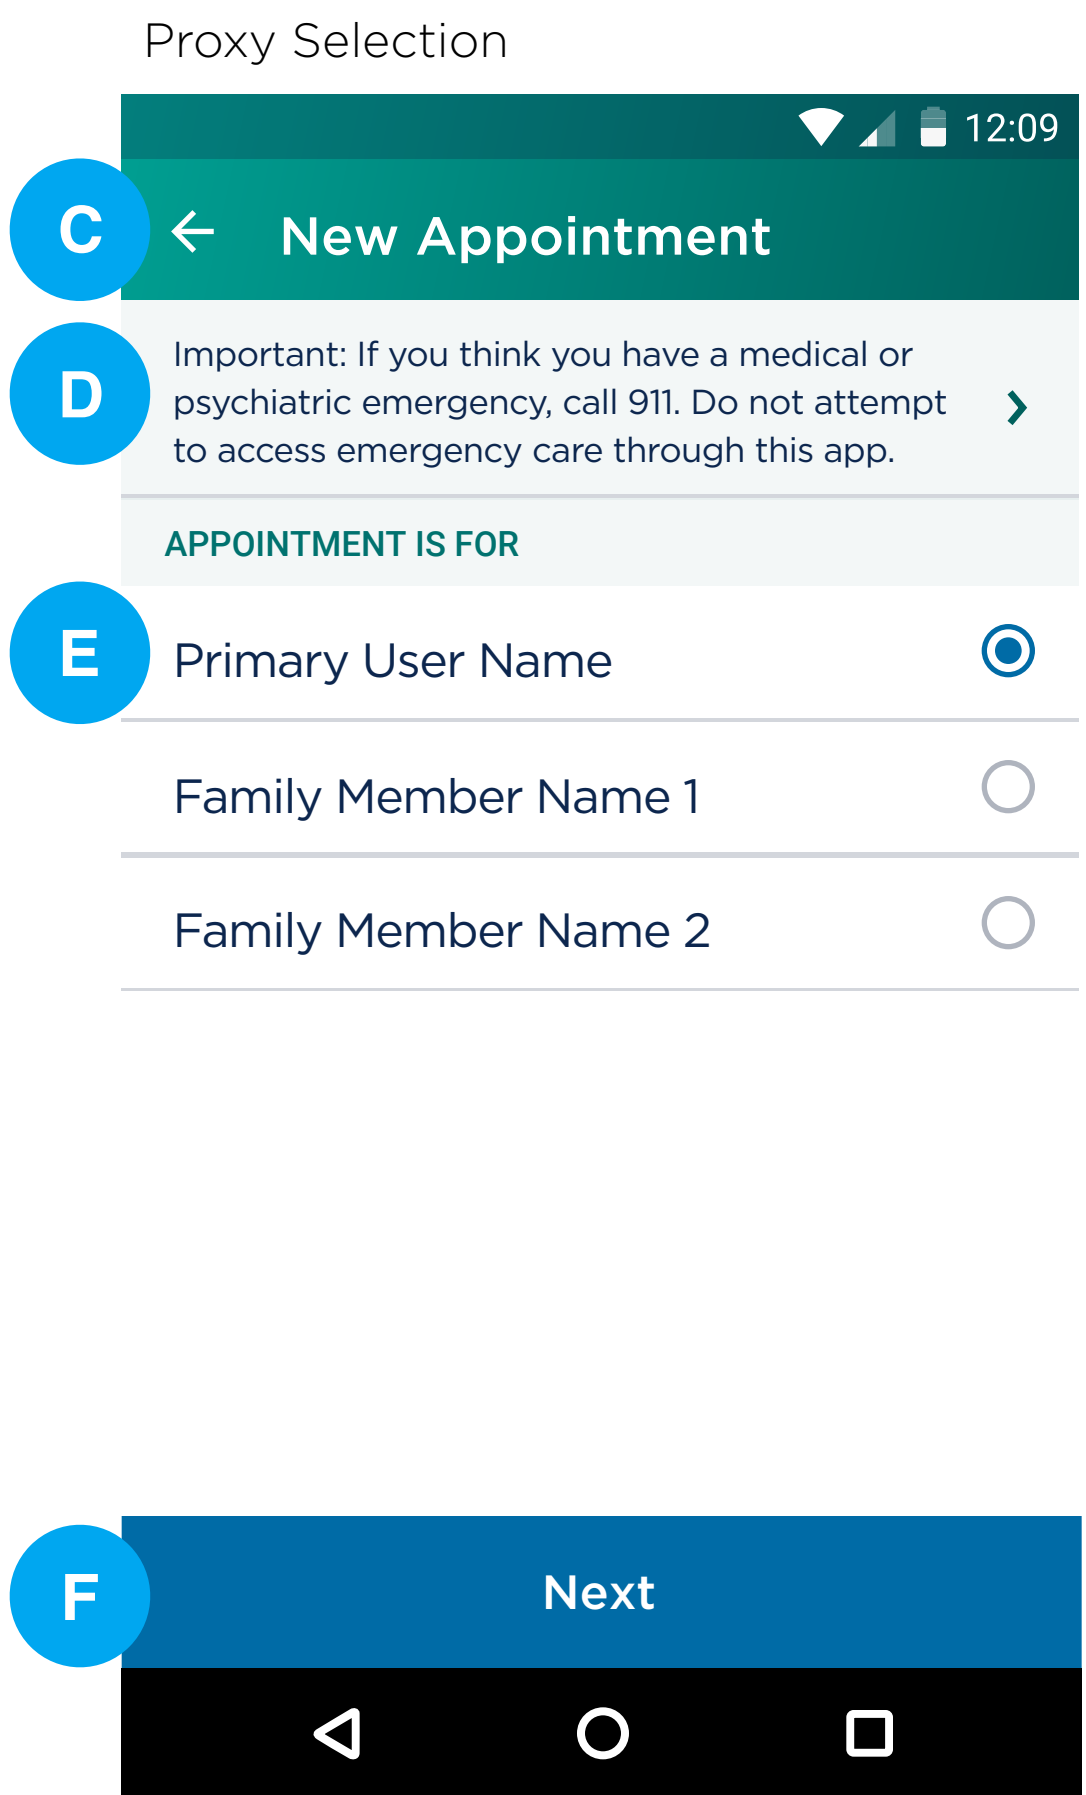 Proxy Selection
12:09
C
New Appointment
D
Important: If you think you have a medical or
psychiatric emergency, call 911. Do not attempt
to access emergency care through this app.
APPOINTMENT IS FOR
E
Primary User Name
Family Member Name 1
Family Member Name 2
F
Next